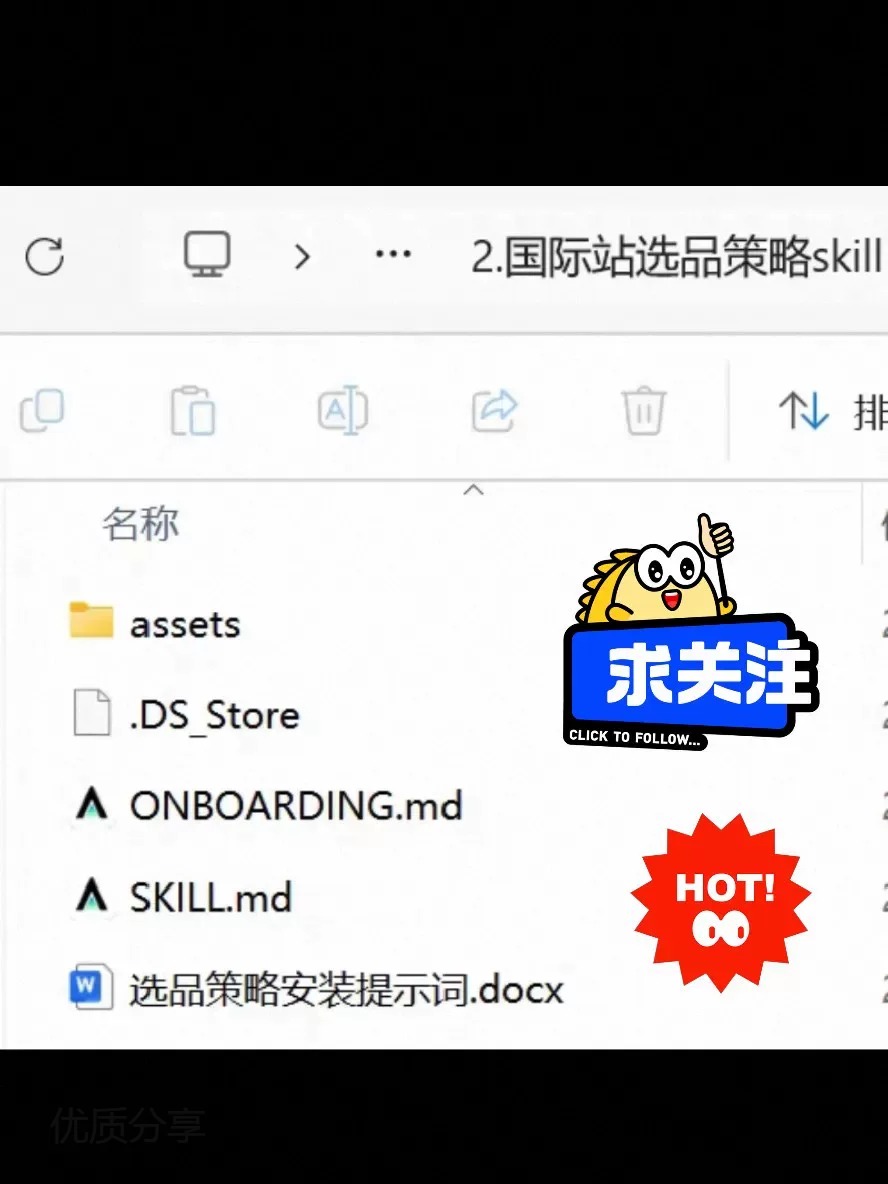 2.国际站选品策略skill
排
名称
assets
.DS_Store
ONBOARDING.md
SKILL.md
选品策略安装提示词.docx
求关注
CLICK TO FOLLOW...
HOT!
优质分享